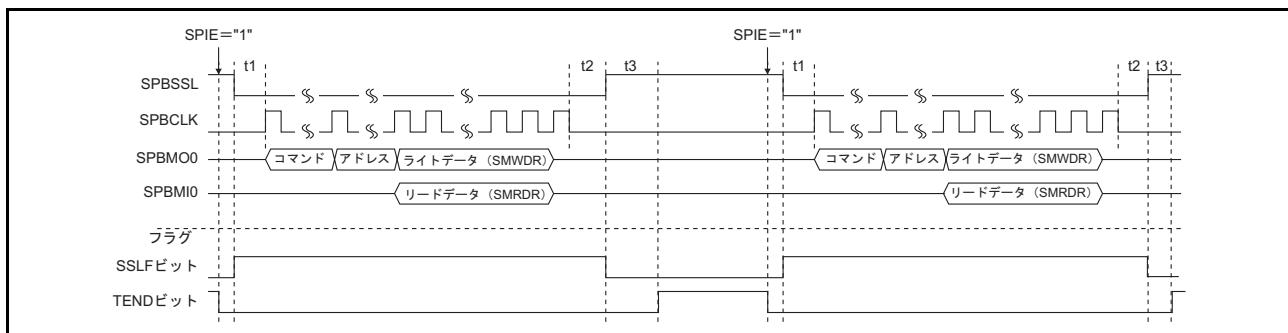 SPIE＝"1" SPIE＝"1"
t1 t2 t3 t1 t2 t3
SPBSSL
SPBCLK
SPBMO0 コマンド アドレス ライトデータ（SMWDR） コマンド アドレス ライトデータ（SMWDR）
SPBMI0 リードデータ（SMRDR） リードデータ（SMRDR）
フラグ
SSLFビット
TENDビット